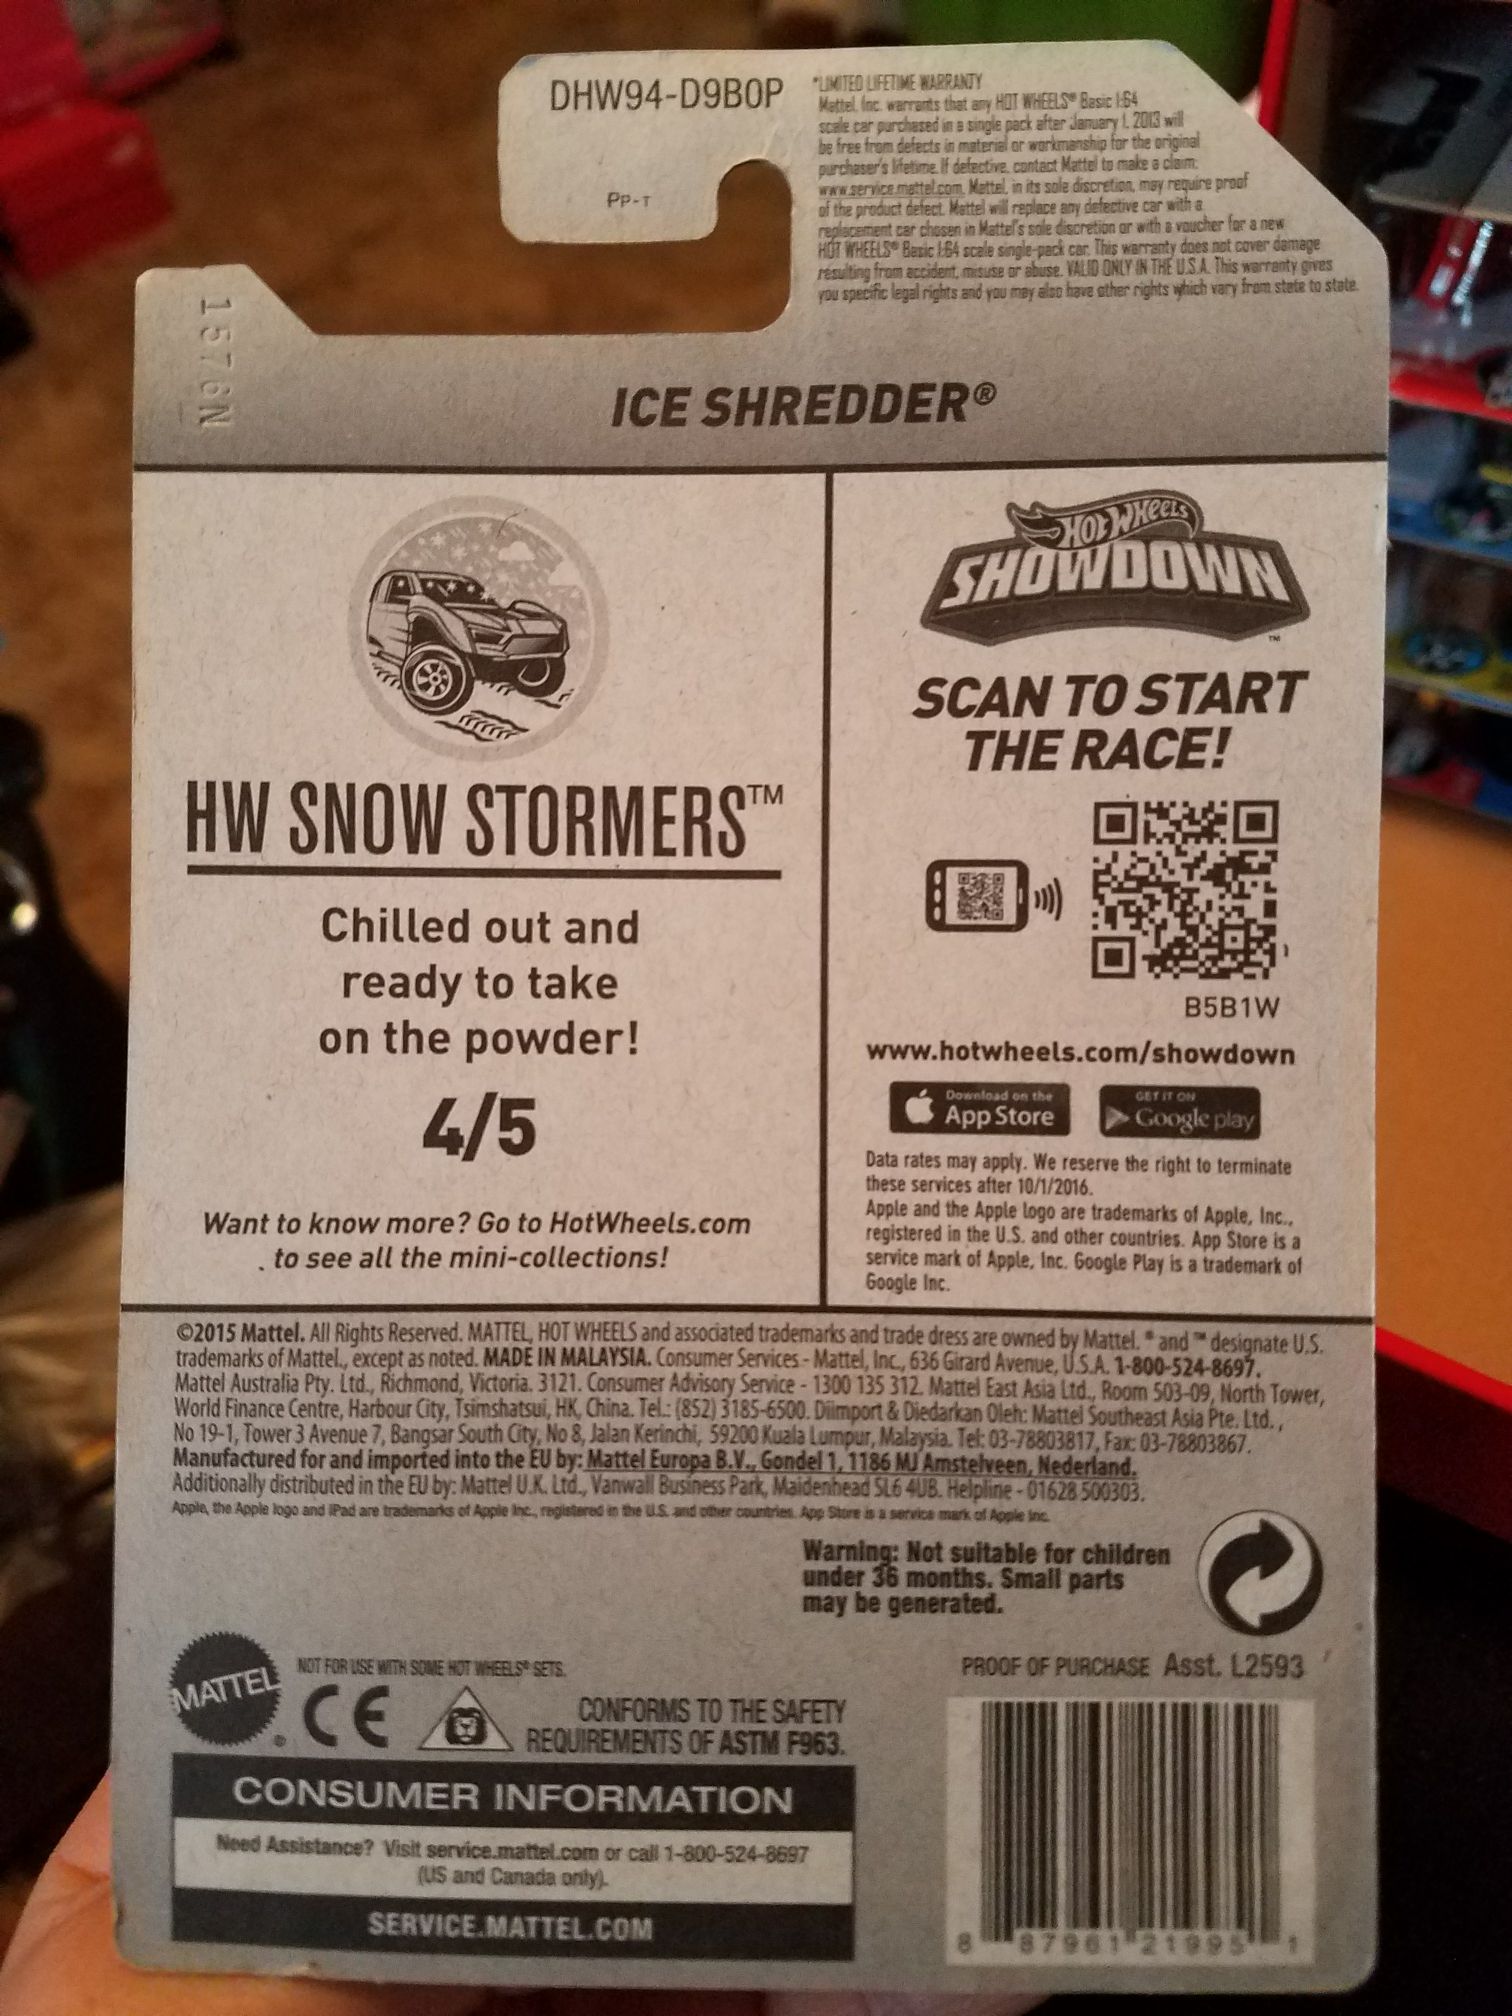 DHW94-D9B0P
Pp-T
*LIMITED LIFETIME WARRANTY
Mattel, Inc. warrants that any HOT WHEELS® Basic 1:64
scale car purchased in a single pack after January 1, 2013 will
be free from defects in material or workmanship for the original
purchaser's lifetime. If defective, contact Mattel to make a claim:
www.service.mattel.com. Mattel, in its sole discretion, may require proof
of the product defect. Mattel will replace any defective car with a
replacement car chosen in Mattel's sole discretion or with a voucher for a new
HOT WHEELS® Basic 1:64 scale single-pack car. This warranty does not cover damage
resulting from accident, misuse or abuse. VALID ONLY IN THE U.S.A. This warranty gives
you specific legal rights and you may also have other rights which vary from state to state.
1576N
ICE SHREDDER®
HW SNOW STORMERS™
Chilled out and
ready to take
on the powder!
4/5
Want to know more? Go to HotWheels.com
to see all the mini-collections!
HOT WHEELS
SHOWDOWN
TM
SCAN TO START
THE RACE!
B5B1W
www.hotwheels.com/showdown
Download on the
App Store
GET IT ON
Google play
Data rates may apply. We reserve the right to terminate
these services after 10/1/2016.
Apple and the Apple logo are trademarks of Apple, Inc.,
registered in the U.S. and other countries. App Store is a
service mark of Apple, Inc. Google Play is a trademark of
Google Inc.
©2015 Mattel. All Rights Reserved. MATTEL, HOT WHEELS and associated trademarks and trade dress are owned by Mattel. ® and ™ designate U.S.
trademarks of Mattel., except as noted. MADE IN MALAYSIA. Consumer Services - Mattel, Inc., 636 Girard Avenue, U.S.A. 1-800-524-8697.
Mattel Australia Pty. Ltd., Richmond, Victoria. 3121. Consumer Advisory Service - 1300 135 312. Mattel East Asia Ltd., Room 503-09, North Tower,
World Finance Centre, Harbour City, Tsimshatsui, HK, China. Tel.: (852) 3185-6500. Diimport & Diedarkan Oleh: Mattel Southeast Asia Pte. Ltd.,
No 19-1, Tower 3 Avenue 7, Bangsar South City, No 8, Jalan Kerinchi, 59200 Kuala Lumpur, Malaysia. Tel: 03-78803817, Fax: 03-78803867.
Manufactured for and imported into the EU by: Mattel Europa B.V., Gondel 1, 1186 MJ Amstelveen, Nederland.
Additionally distributed in the EU by: Mattel U.K. Ltd., Vanwall Business Park, Maidenhead SL6 4UB. Helpline - 01628 500303.
Apple, the Apple logo and iPad are trademarks of Apple Inc., registered in the U.S. and other countries. App Store is a service mark of Apple Inc.
Warning: Not suitable for children
under 36 months. Small parts
may be generated.
MATTEL
NOT FOR USE WITH SOME HOT WHEELS® SETS.
CE
CONFORMS TO THE SAFETY
REQUIREMENTS OF ASTM F963.
PROOF OF PURCHASE Asst. L2593
CONSUMER INFORMATION
Need Assistance? Visit service.mattel.com or call 1-800-524-8697
(US and Canada only).
SERVICE.MATTEL.COM
8 87961 21995 1